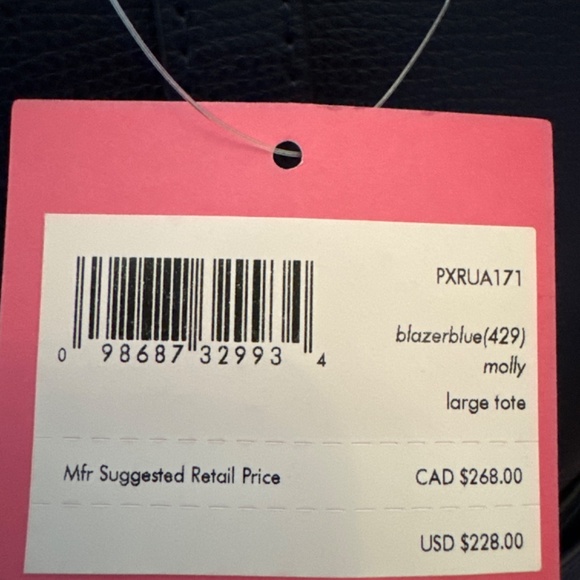 PXRUA171
0 98687 32993 4
blazerblue(429)
molly
large tote
Mfr Suggested Retail Price CAD $268.00
USD $228.00